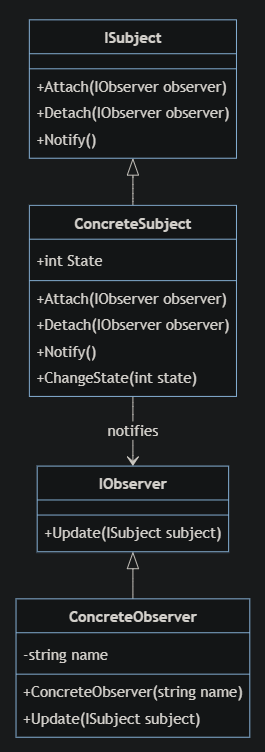 ISubject
+Attach(IObserver observer)
+Detach(IObserver observer)
+Notify()
ConcreteSubject
+int State
+Attach(IObserver observer)
+Detach(IObserver observer)
+Notify()
+ChangeState(int state)
notifies
IObserver
+Update(ISubject subject)
ConcreteObserver
-string name
+ConcreteObserver(string name)
+Update(ISubject subject)